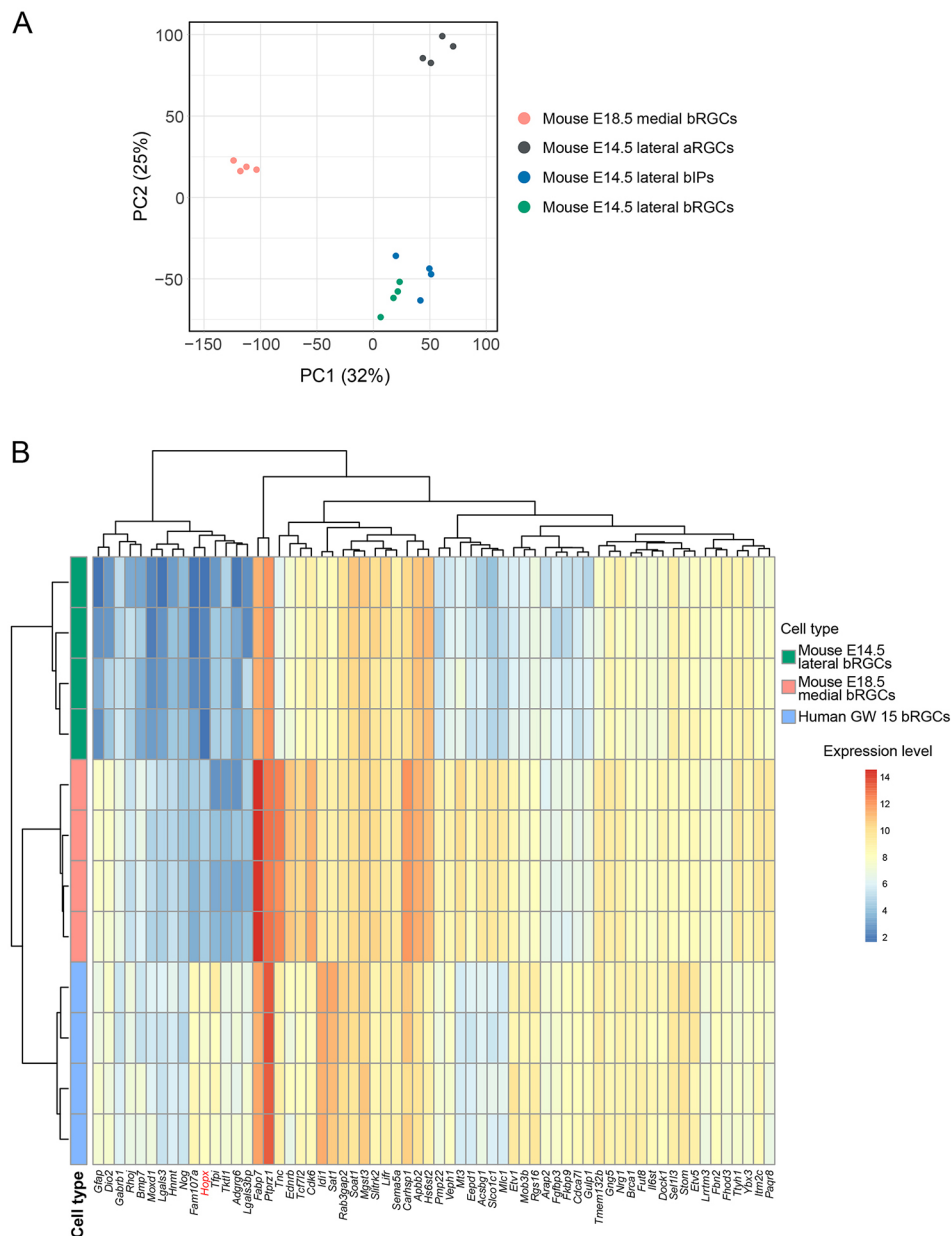 A
100
50
0
−50
PC2 (25%)
−150
−100
−50
0
50
100
PC1 (32%)
Mouse E18.5 medial bRGCs
Mouse E14.5 lateral aRGCs
Mouse E14.5 lateral bIPs
Mouse E14.5 lateral bRGCs
B
Cell type
Mouse E14.5
lateral bRGCs
Mouse E18.5
medial bRGCs
Human GW 15 bRGCs
Expression level
14
12
10
8
6
4
2
Cell type
Gfap
Dio2
Gabrb1
Rhoj
Bmp7
Moxd1
Lgals3
Hnmt
Nog
Fam107a
Hopx
Tfpi
Tktl1
Adgrg6
Lgals3bp
Fabp7
Ptprz1
Tnc
Ednrb
Tcf7l2
Cdk6
Idi1
Sat1
Rab3gap2
Soat1
Mgst3
Slitrk2
Lifr
Sema5a
Camsap1
Apbb2
Hs6st2
Pmp22
Veph1
Mt3
Eepd1
Acsbg1
Slco1c1
Mlc1
Etv1
Mob3b
Rgs16
Arap2
Fgfbp3
Fkbp9
Cdca7l
Gulp1
Tmem132b
Gng5
Nrg1
Brca1
Fut8
Il6st
Dock1
Sel1l3
Stom
Etv5
Lrrtm3
Fbn2
Fhod3
Ttyh1
Ybx3
Itm2c
Paqr8